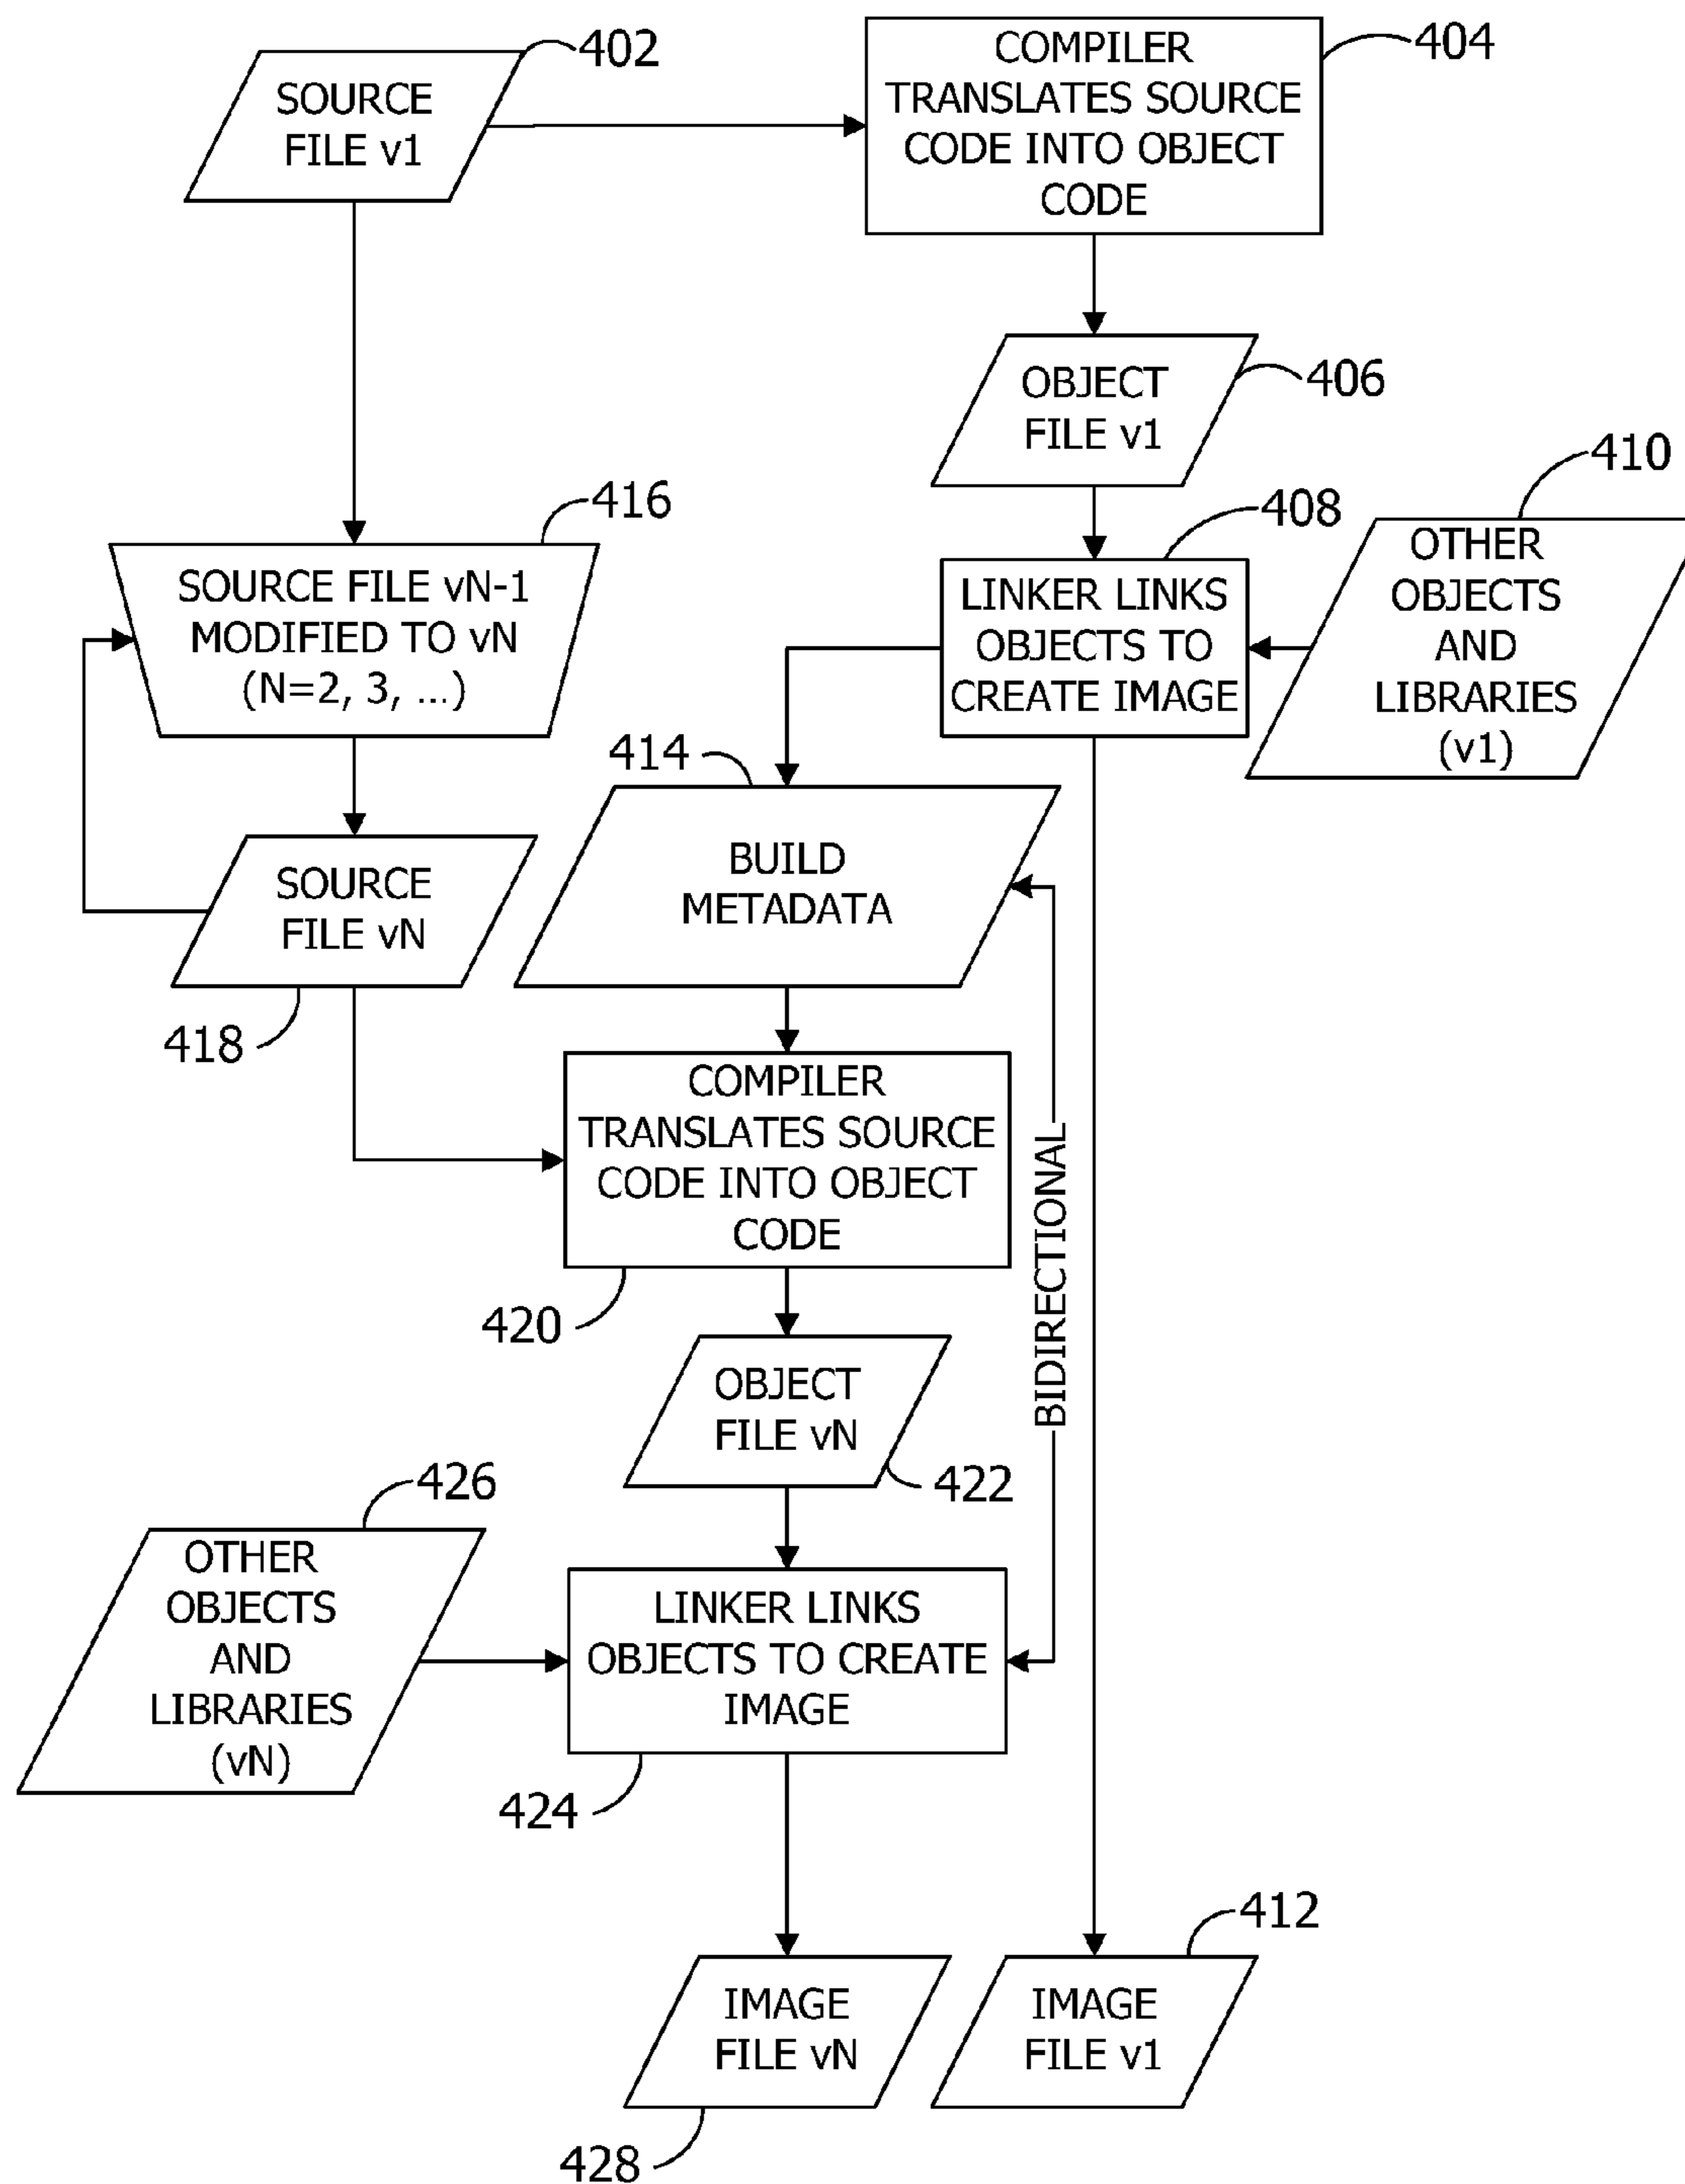 402
SOURCE
FILE v1
COMPILER
TRANSLATES SOURCE
CODE INTO OBJECT
CODE
404
OBJECT
FILE v1
406
410
416
408
SOURCE FILE vN-1
MODIFIED TO vN
(N=2, 3, ...)
LINKER LINKS
OBJECTS TO
CREATE IMAGE
OTHER
OBJECTS
AND
LIBRARIES
(v1)
414
BUILD
METADATA
SOURCE
FILE vN
418
COMPILER
TRANSLATES SOURCE
CODE INTO OBJECT
CODE
BIDIRECTIONAL
420
OBJECT
FILE vN
422
426
OTHER
OBJECTS
AND
LIBRARIES
(vN)
LINKER LINKS
OBJECTS TO CREATE
IMAGE
424
412
IMAGE
FILE vN
IMAGE
FILE v1
428